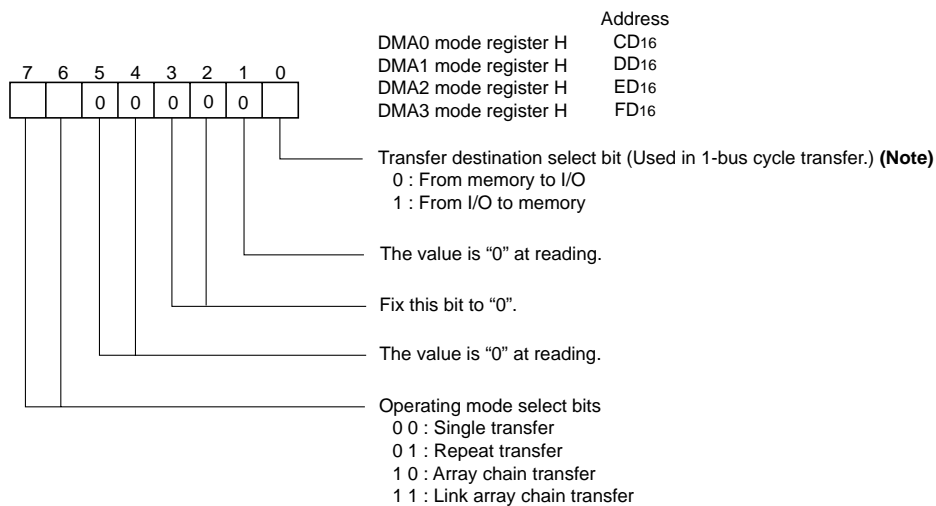 Address
DMA0 mode register H CD16
DMA1 mode register H DD16
DMA2 mode register H ED16
DMA3 mode register H FD16
7 6 5 4 3 2 1 0
0 0 0 0 0
Transfer destination select bit (Used in 1-bus cycle transfer.) (Note)
0 : From memory to I/O
1 : From I/O to memory
The value is “0” at reading.
Fix this bit to “0”.
The value is “0” at reading.
Operating mode select bits
0 0 : Single transfer
0 1 : Repeat transfer
1 0 : Array chain transfer
1 1 : Link array chain transfer